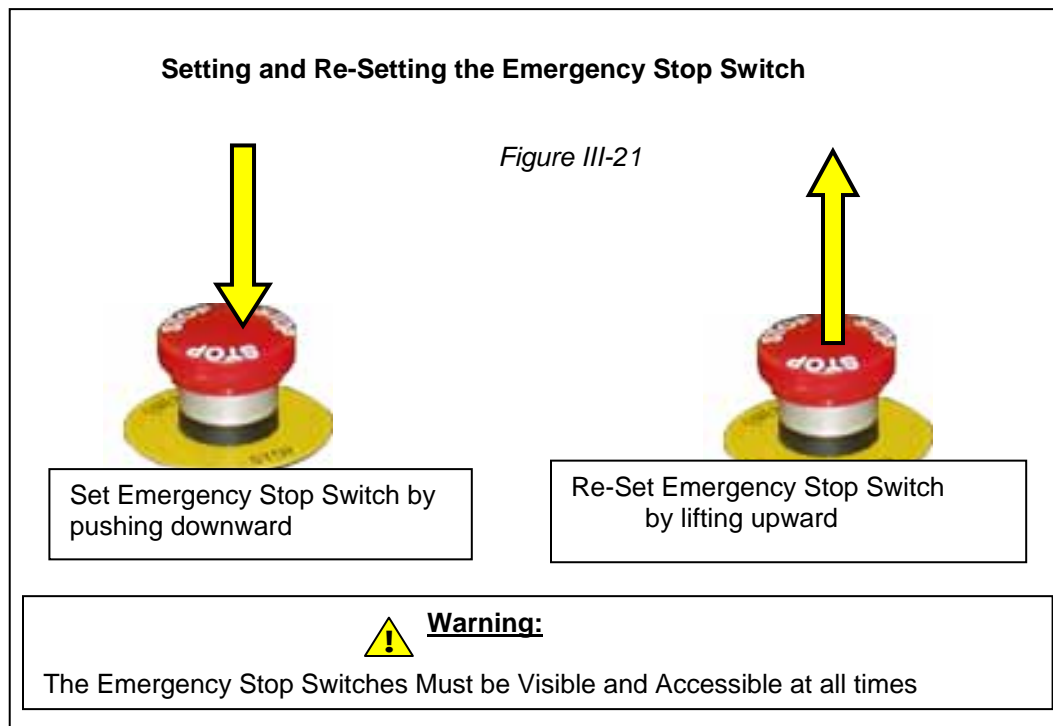 Setting and Re-Setting the Emergency Stop Switch
Figure III-21
STOP
STOP
STOP
Set Emergency Stop Switch by
pushing downward
Re-Set Emergency Stop Switch
by lifting upward
Warning:
The Emergency Stop Switches Must be Visible and Accessible at all times